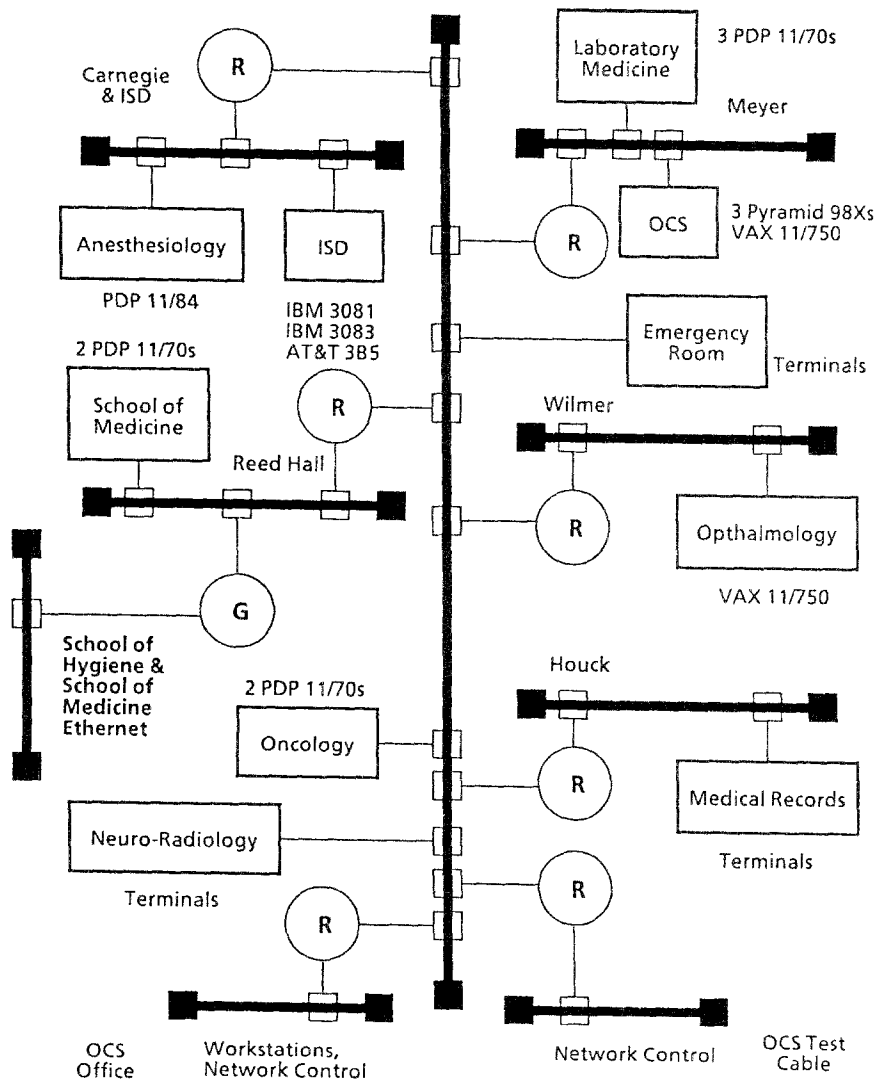 R
Carnegie
& ISD
Anesthesiology
PDP 11/84
ISD
IBM 3081
IBM 3083
AT&T 3B5
Laboratory
Medicine
3 PDP 11/70s
Meyer
R
OCS
3 Pyramid 98Xs
VAX 11/750
Emergency
Room
Terminals
2 PDP 11/70s
School of
Medicine
R
Reed Hall
Wilmer
R
Opthalmology
VAX 11/750
G
School of
Hygiene &
School of
Medicine
Ethernet
2 PDP 11/70s
Oncology
Houck
R
Medical Records
Terminals
Neuro-Radiology
Terminals
R
R
OCS
Office
Workstations,
Network Control
Network Control
OCS Test
Cable